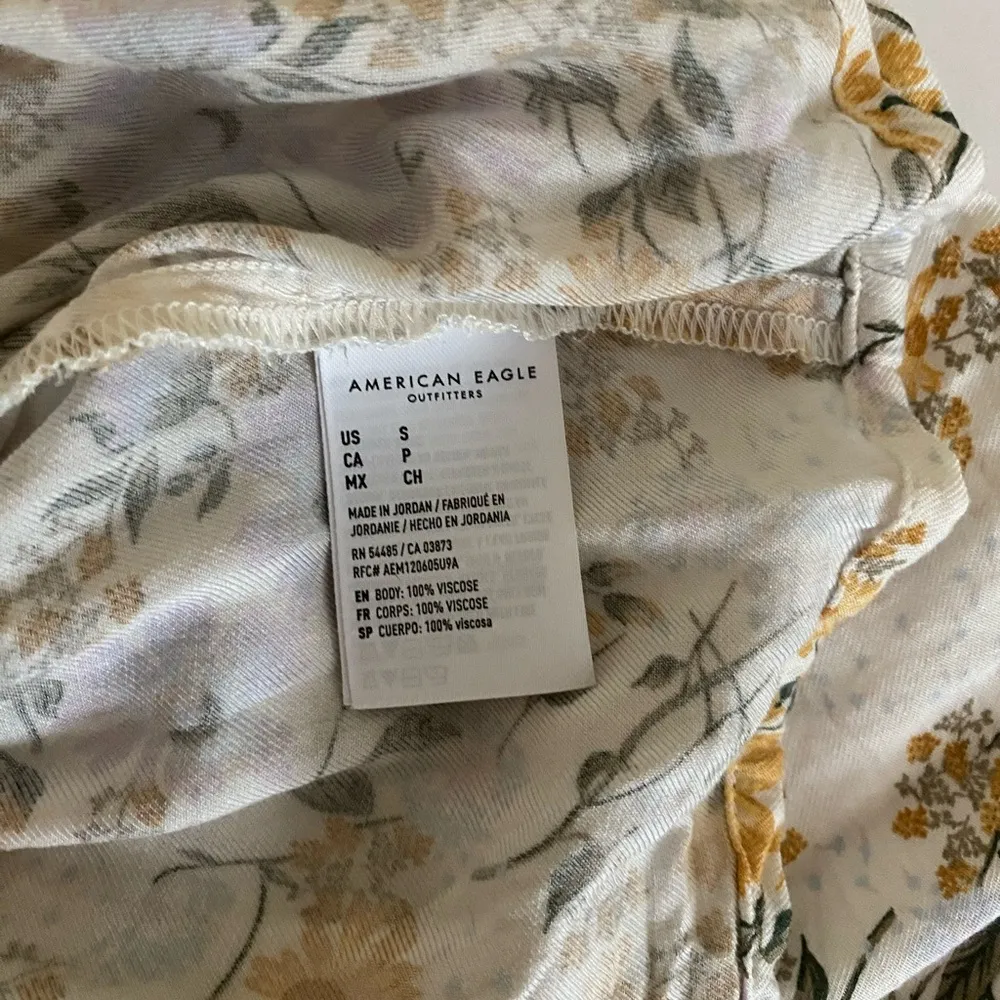 AMERICAN EAGLE
OUTFITTERS
US S
CA P
MX CH
MADE IN JORDAN / FABRIQUÉ EN
JORDANIE / HECHO EN JORDANIA
RN 54485 / CA 03873
RFC# AEM120605U9A
EN BODY: 100% VISCOSE
FR CORPS: 100% VISCOSE
SP CUERPO: 100% viscosa